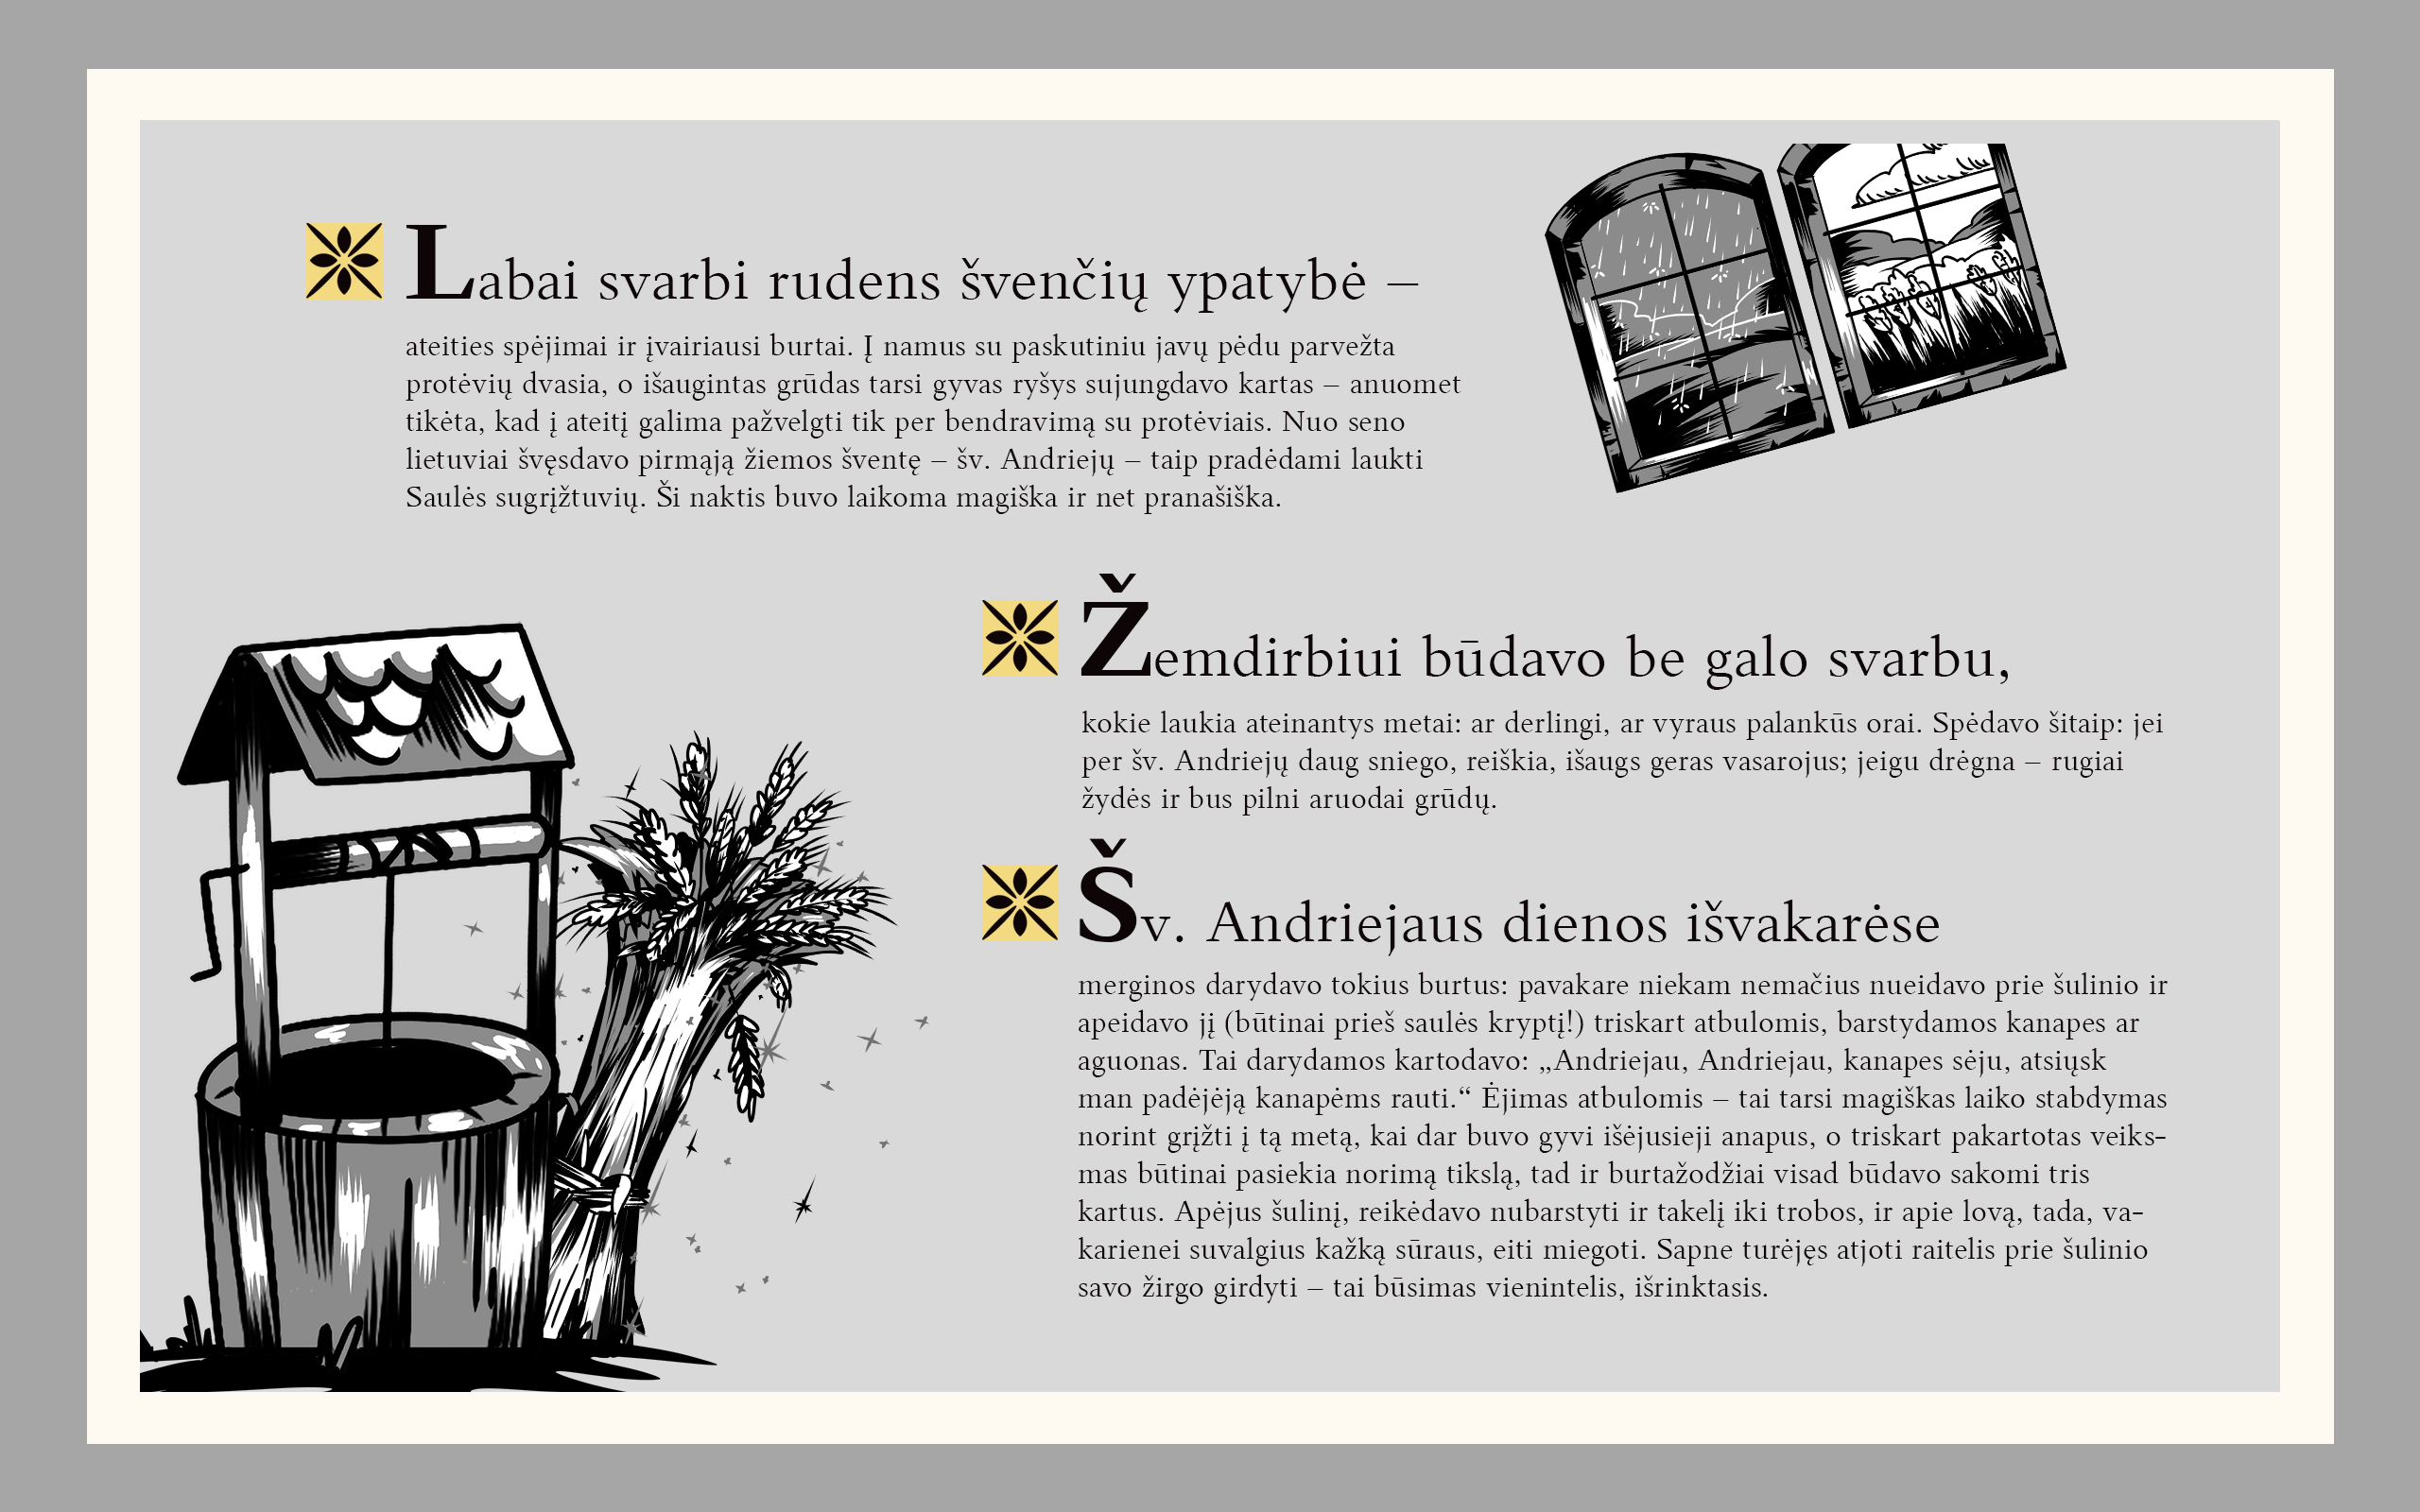 Labai svarbi rudens švenčių ypatybė –
ateities spėjimai ir įvairiausi burtai. Į namus su paskutiniu javų pėdu parvežta
protėvių dvasia, o išaugintas grūdas tarsi gyvas ryšys sujungdavo kartas – anuomet
tikėta, kad į ateitį galima pažvelgti tik per bendravimą su protėviais. Nuo seno
lietuviai švęsdavo pirmąją žiemos šventę – šv. Andriejų – taip pradėdami laukti
Saulės sugrįžtuvių. Ši naktis buvo laikoma magiška ir net pranašiška.
Žemdirbiui būdavo be galo svarbu,
kokie laukia ateinantys metai: ar derlingi, ar vyraus palankūs orai. Spėdavo šitaip: jei
per šv. Andriejų daug sniego, reiškia, išaugs geras vasarojus; jeigu drėgna – rugiai
žydės ir bus pilni aruodai grūdų.
Šv. Andriejaus dienos išvakarėse
merginos darydavo tokius burtus: pavakare niekam nemačius nueidavo prie šulinio ir
apeidavo jį (būtinai prieš saulės kryptį!) triskart atbulomis, barstydamos kanapes ar
aguonas. Tai darydamos kartodavo: „Andriejau, Andriejau, kanapes sėju, atsiųsk
man padėjėją kanapėms rauti.“ Ėjimas atbulomis – tai tarsi magiškas laiko stabdymas
norint grįžti į tą metą, kai dar buvo gyvi išėjusieji anapus, o triskart pakartotas veiks-
mas būtinai pasiekia norimą tikslą, tad ir burtažodžiai visad būdavo sakomi tris
kartus. Apėjus šulinį, reikėdavo nubarstyti ir takelį iki trobos, ir apie lovą, tada, va-
karienei suvalgius kažką sūraus, eiti miegoti. Sapne turėjęs atjoti raitelis prie šulinio
savo žirgo girdyti – tai būsimas vienintelis, išrinktasis.